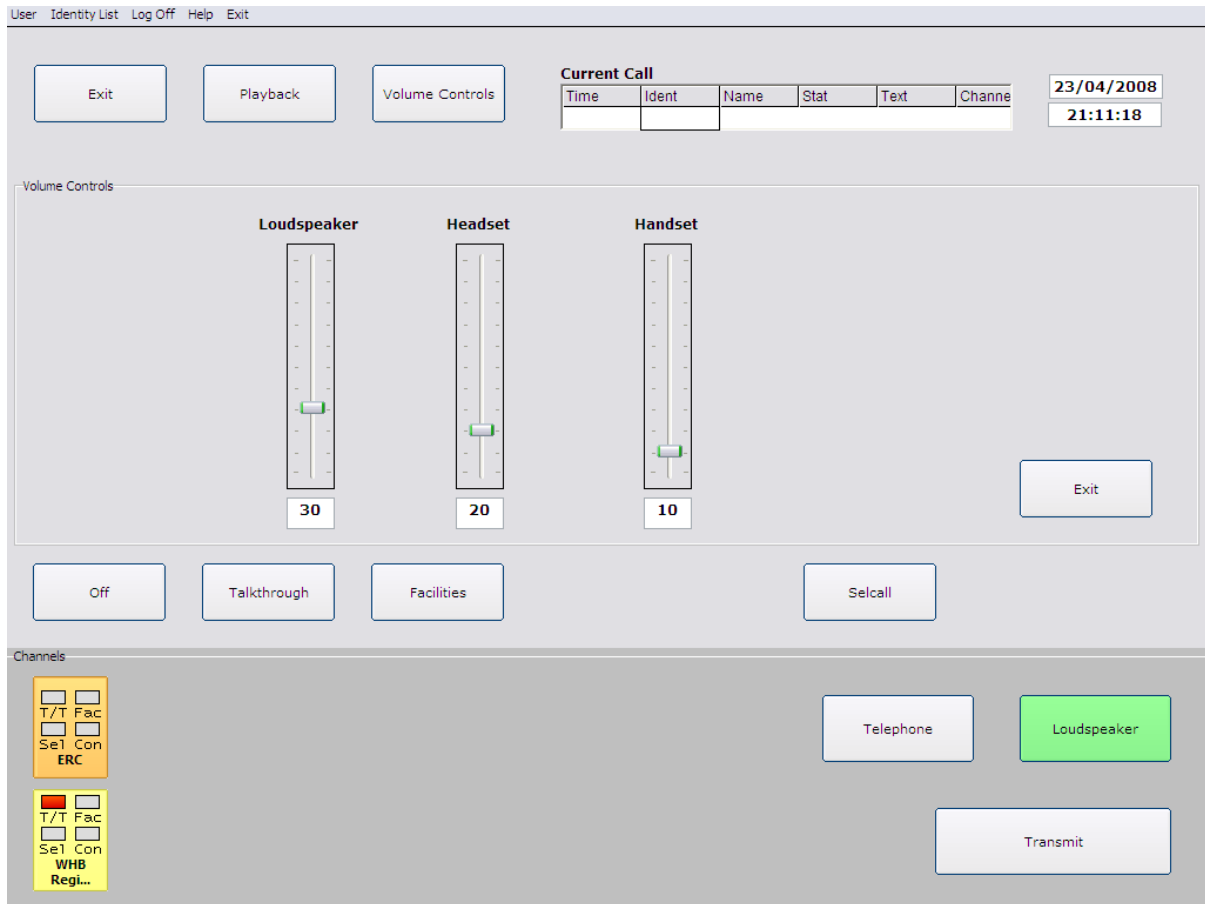 User Identity List Log Off Help Exit
Exit Playback Volume Controls
Current Call
Time Ident Name Stat Text Channe
23/04/2008
21:11:18
Volume Controls
Loudspeaker Headset Handset
30 20 10
Exit
Off Talkthrough Facilities Selcall
Channels
T/T Fac
Sel Con
ERC
Telephone Loudspeaker
T/T Fac
Sel Con
WHB
Regi...
Transmit